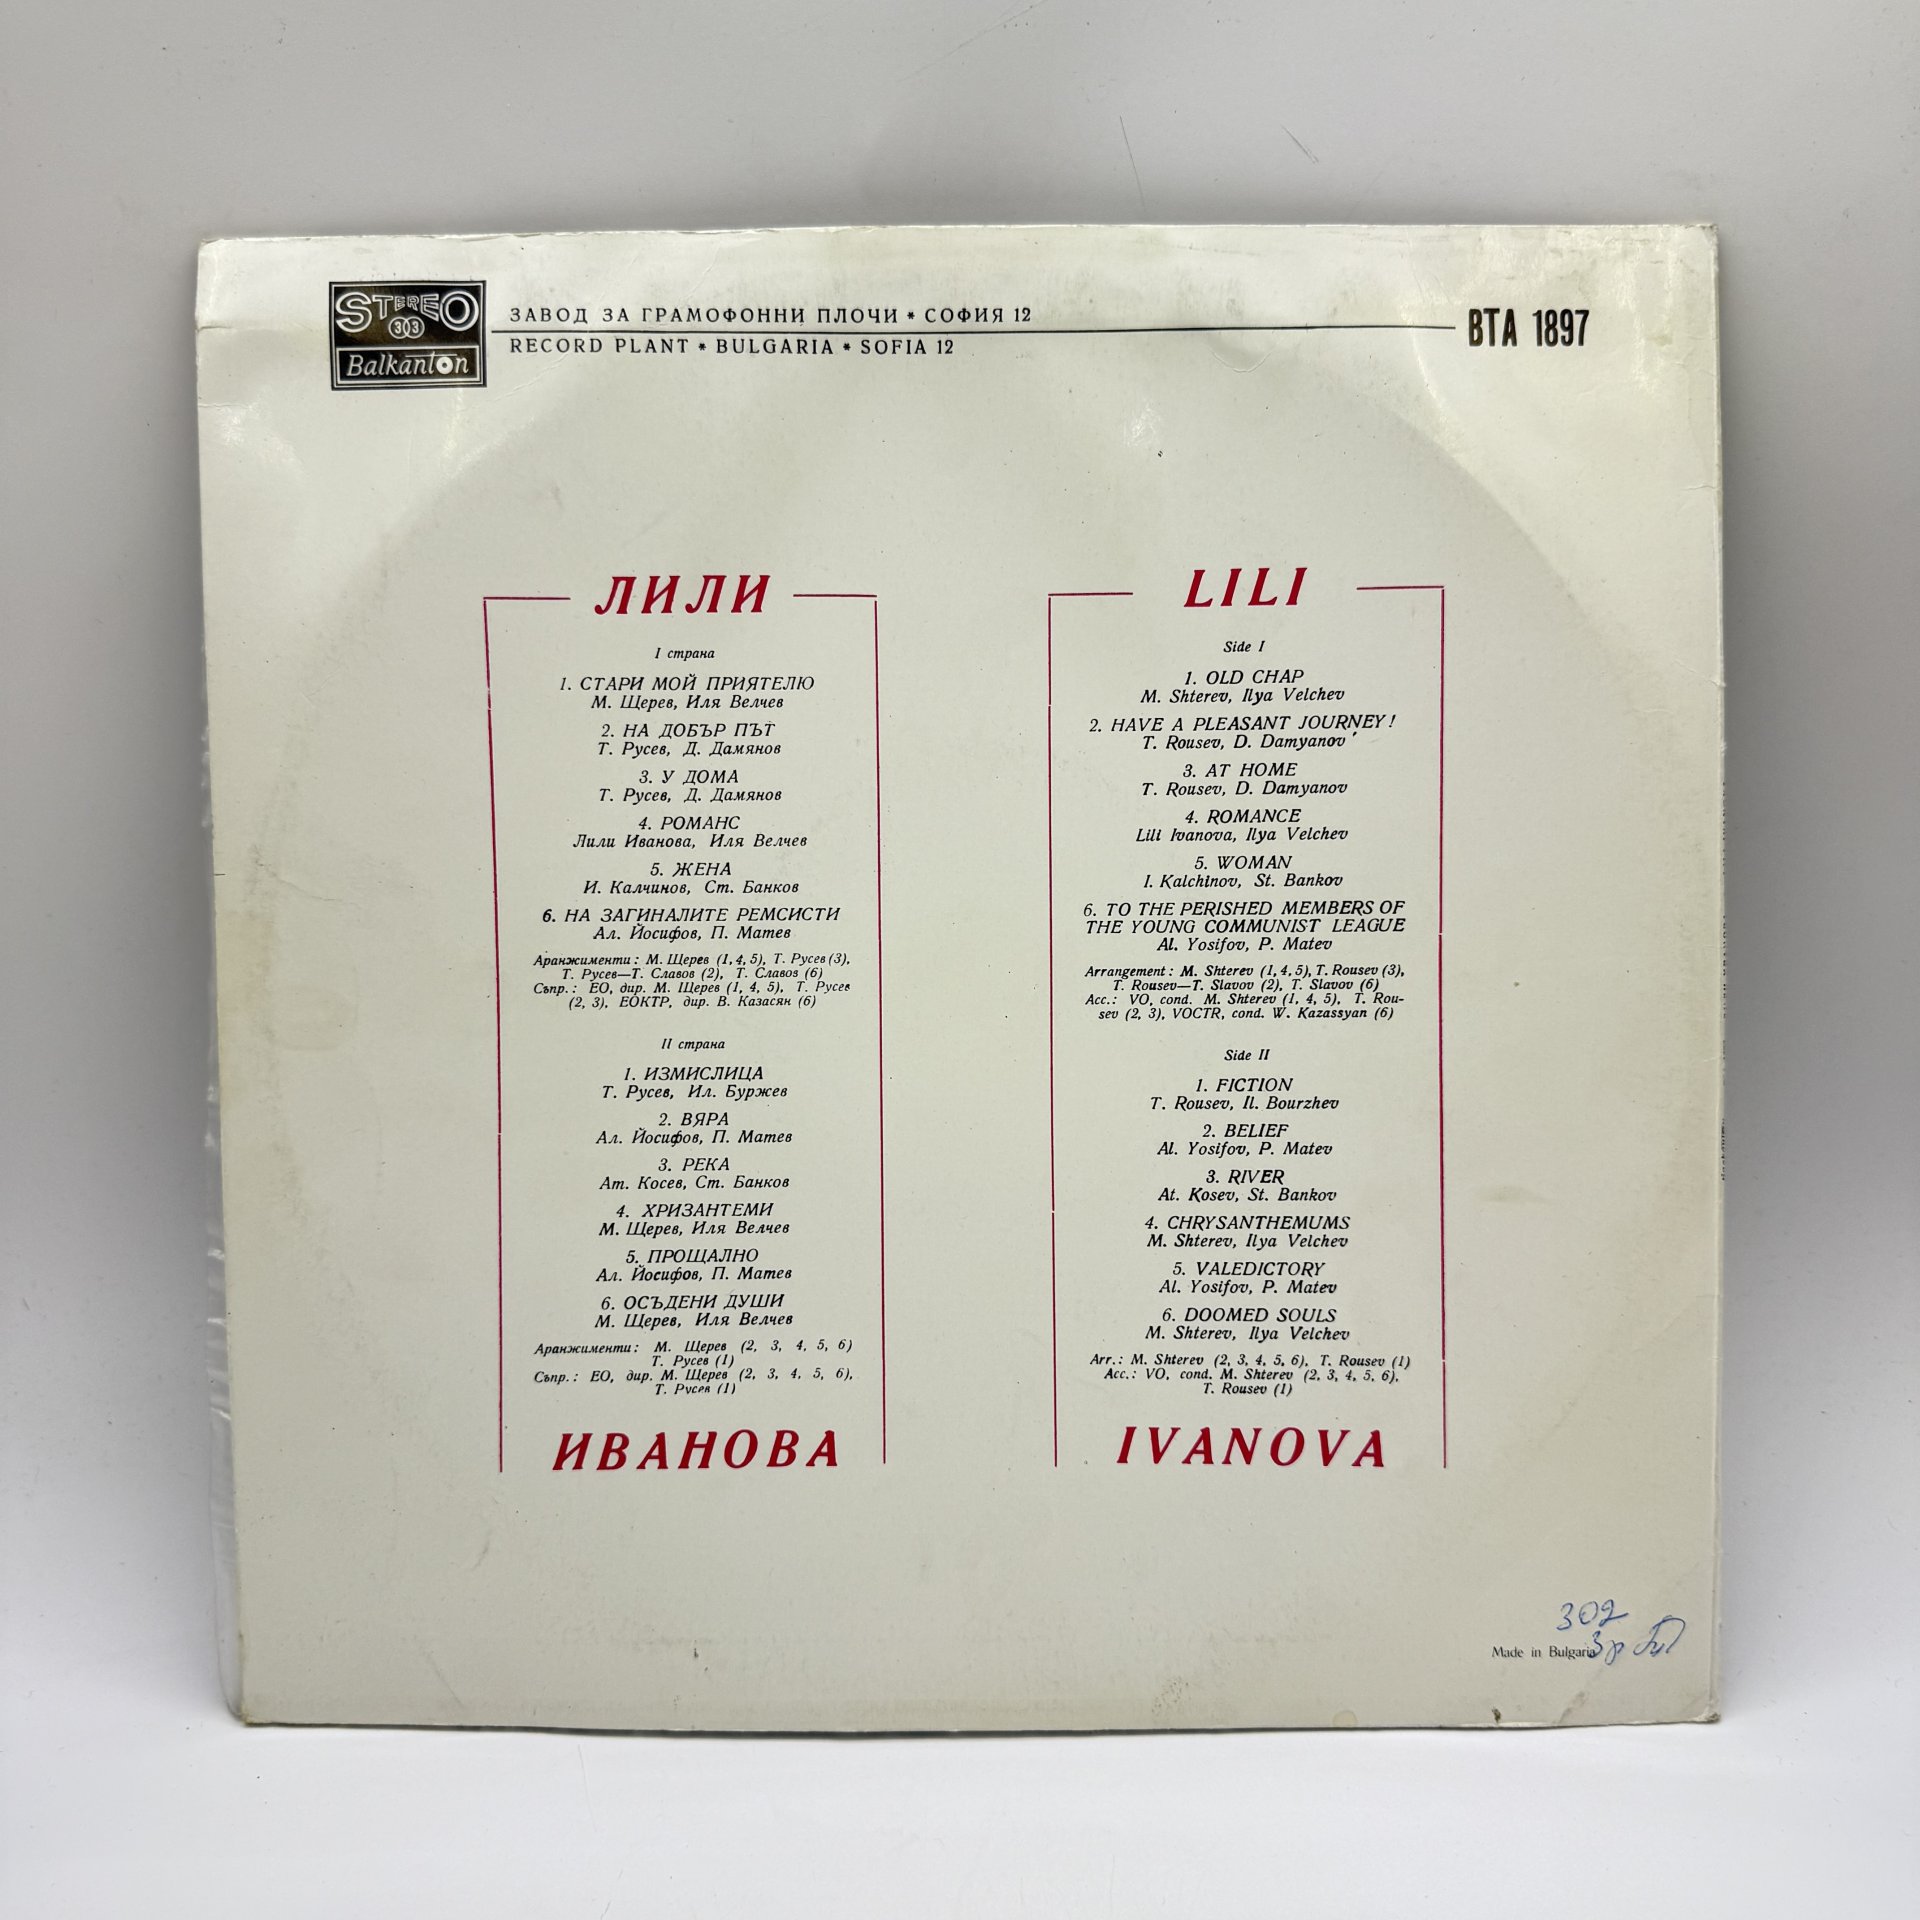 STEREO
33
Balkanton
ЗАВОД ЗА ГРАМОФОННИ ПЛОЧИ * СОФИЯ 12
RECORD PLANT * BULGARIA * SOFIA 12
ВТА 1897
ЛИЛИ
I страна
1. СТАРИ МОЙ ПРИЯТЕЛЮ
М. Щерев, Иля Велчев
2. НА ДОБЪР ПЪТ
Т. Русев, Д. Дамянов
3. У ДОМА
Т. Русев, Д. Дамянов
4. РОМАНС
Лили Иванова, Иля Велчев
5. ЖЕНА
И. Калчинов, Ст. Банков
6. НА ЗАГИНАЛИТЕ РЕМСИСТИ
Ал. Йосифов, П. Матев
Аранжименти: М. Щерев (1, 4, 5), Т. Русев (3),
Т. Русев—Т. Славов (2), Т. Славов (6)
Съпр.: ЕО, дир. М. Щерев (1, 4, 5), Т. Русев
(2, 3), ЕОКТР, дир. В. Казасян (6)
II страна
1. ИЗМИСЛИЦА
Т. Русев, Ил. Буржев
2. ВЯРА
Ал. Йосифов, П. Матев
3. РЕКА
Ат. Косев, Ст. Банков
4. ХРИЗАНТЕМИ
М. Щерев, Иля Велчев
5. ПРОЩАЛНО
Ал. Йосифов, П. Матев
6. ОСЪДЕНИ ДУШИ
М. Щерев, Иля Велчев
Аранжименти: М. Щерев (2, 3, 4, 5, 6)
Т. Русев (1)
Съпр.: ЕО, дир. М. Щерев (2, 3, 4, 5, 6),
Т. Русев (1)
ИВАНОВА
LILI
Side I
1. OLD CHAP
M. Shterev, Ilya Velchev
2. HAVE A PLEASANT JOURNEY!
T. Rousev, D. Damyanov
3. AT HOME
T. Rousev, D. Damyanov
4. ROMANCE
Lili Ivanova, Ilya Velchev
5. WOMAN
I. Kalchinov, St. Bankov
6. TO THE PERISHED MEMBERS OF
THE YOUNG COMMUNIST LEAGUE
Al. Yosifov, P. Matev
Arrangement: M. Shterev (1, 4, 5), T. Rousev (3),
T. Rousev—T. Slavov (2), T. Slavov (6)
Acc.: VO, cond. M. Shterev (1, 4, 5), T. Rou-
sev (2, 3), VOCTR, cond. W. Kazassyan (6)
Side II
1. FICTION
T. Rousev, Il. Bourzhev
2. BELIEF
Al. Yosifov, P. Matev
3. RIVER
At. Kosev, St. Bankov
4. CHRYSANTHEMUMS
M. Shterev, Ilya Velchev
5. VALEDICTORY
Al. Yosifov, P. Matev
6. DOOMED SOULS
M. Shterev, Ilya Velchev
Arr.: M. Shterev (2, 3, 4, 5, 6), T. Rousev (1)
Acc.: VO, cond. M. Shterev (2, 3, 4, 5, 6),
T. Rousev (1)
IVANOVA
302
Made in Bulgaria